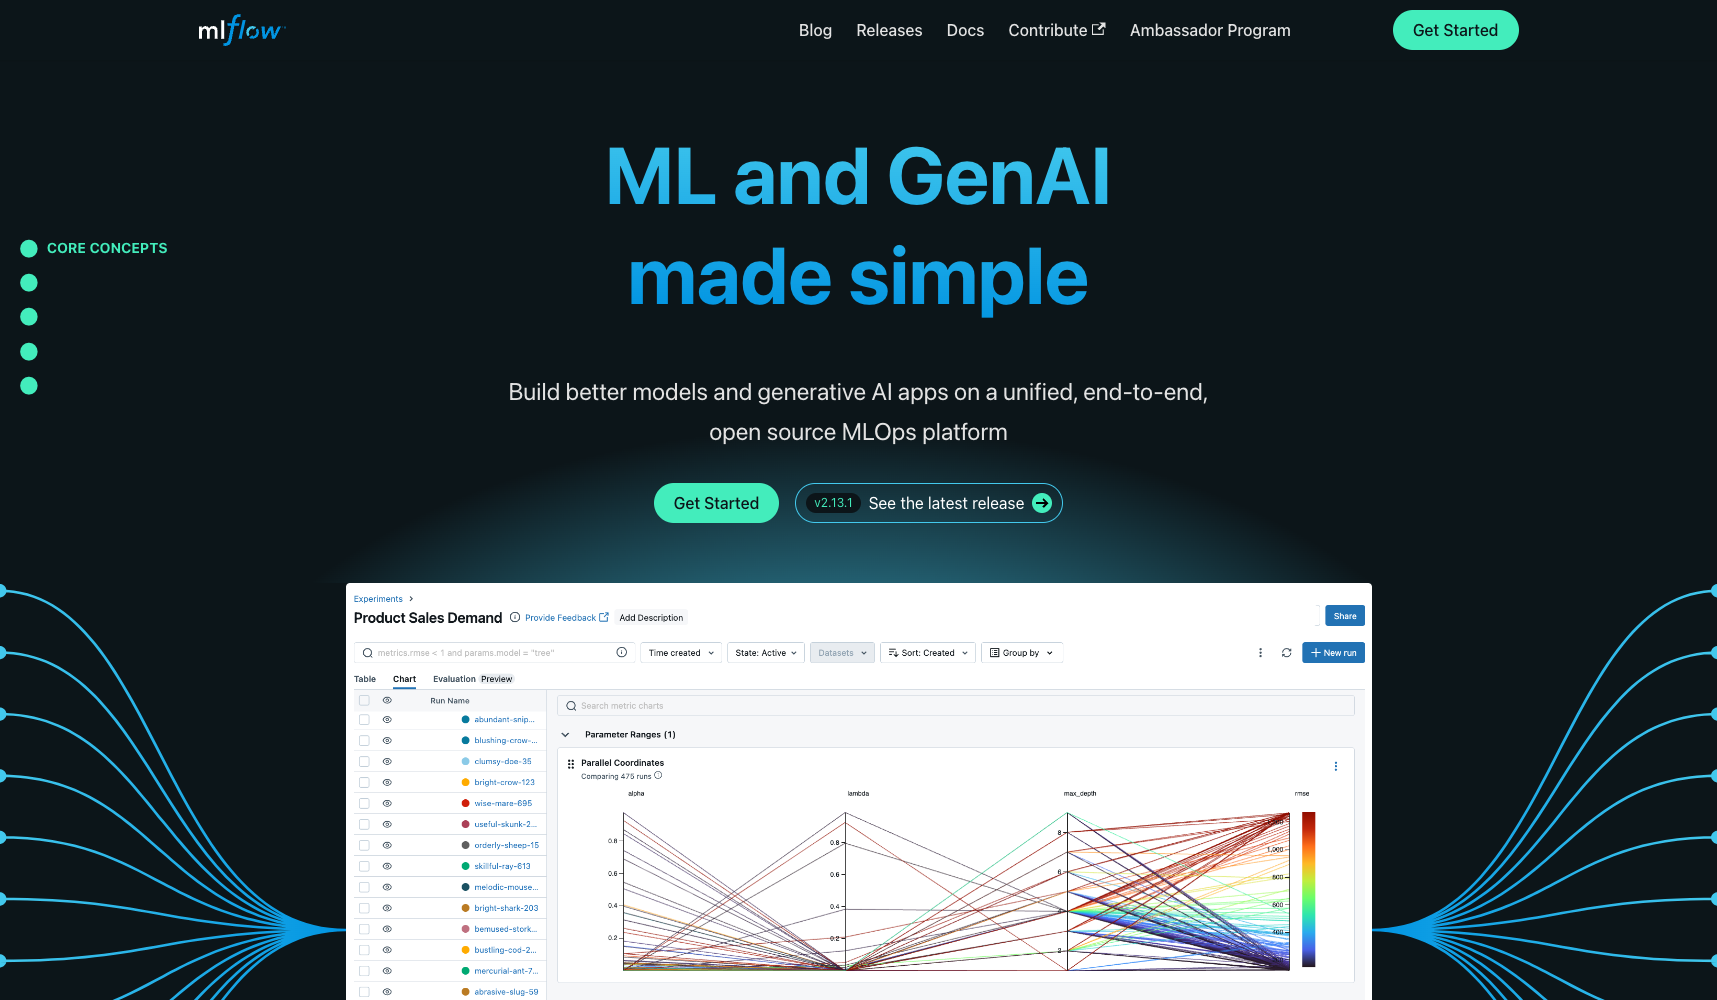 mlflow
Blog Releases Docs Contribute Ambassador Program Get Started
ML and GenAI
made simple
CORE CONCEPTS
Build better models and generative AI apps on a unified, end-to-end,
open source MLOps platform
Get Started v2.13.1 See the latest release
Experiments
Product Sales Demand Provide Feedback Add Description Share
metrics.rmse < 1 and params.model = "tree" Time created State: Active Datasets Sort: Created Group by New run
Table Chart Evaluation Preview
Run Name
abundant-snip...
blushing-crow-...
clumsy-doe-35
bright-crow-123
wise-mare-695
useful-skunk-2...
orderly-sheep-15
skillful-ray-613
melodic-mouse...
bright-shark-203
bemused-stork...
bustling-cod-2...
mercurial-ant-7...
abrasive-slug-59
Search metric charts
Parameter Ranges (1)
Parallel Coordinates
Comparing 475 runs
alpha lambda max_depth rmse
0.8
0.6
0.4
0.2
0.8
0.6
0.4
0.2
8
6
2
1,000
800
600
400